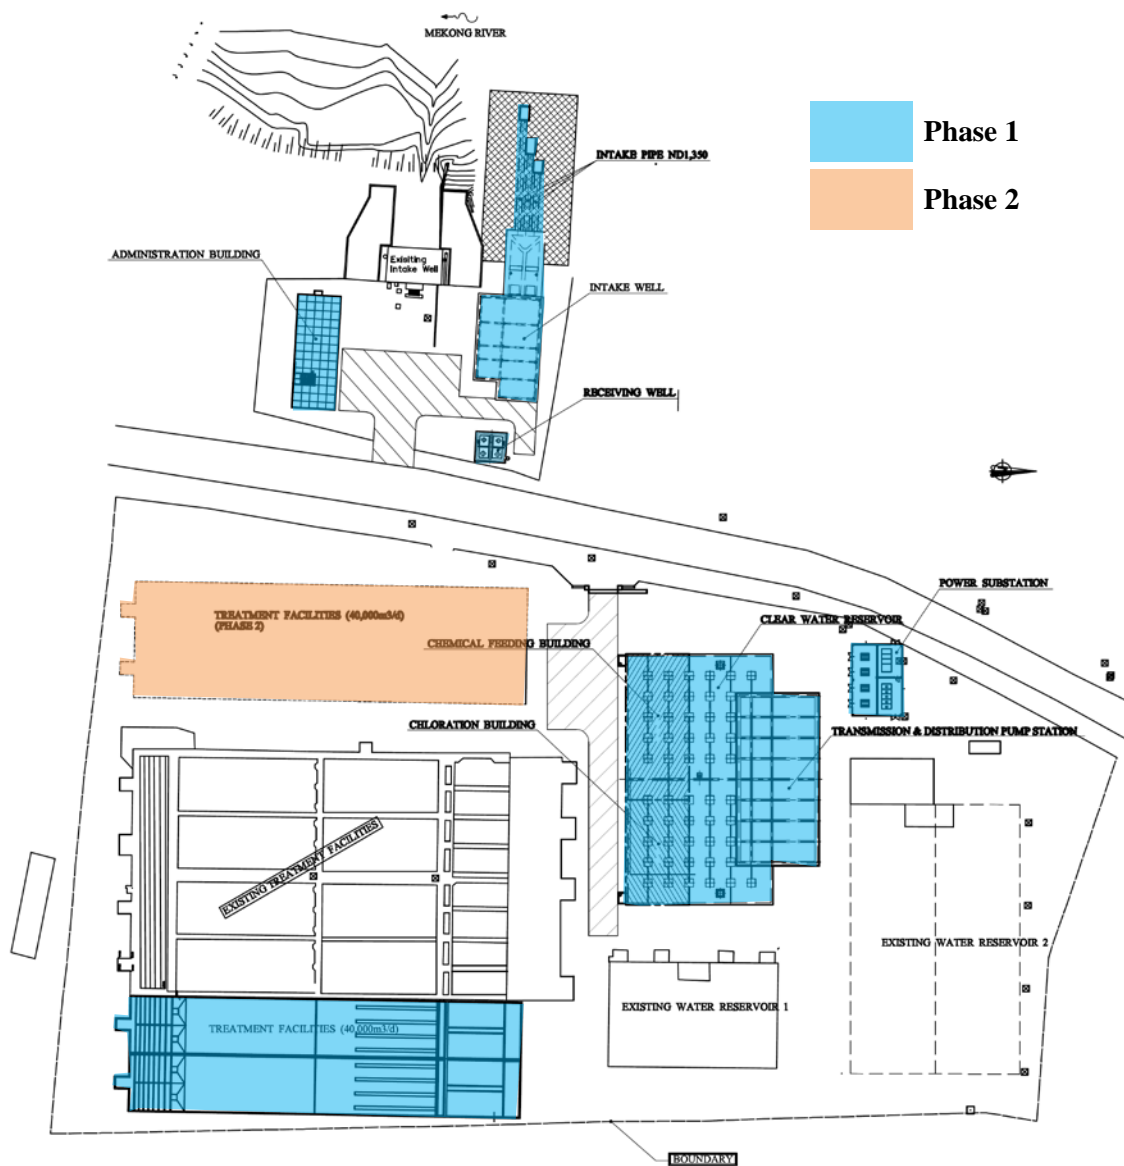 MEKONG RIVER
Phase 1
INTAKE PIPE ND1,350
Phase 2
ADMINISTRATION BUILDING
Exisiting
Intake Well
INTAKE WELL
RECEIVING WELL
POWER SUBSTATION
TREATMENT FACILITIES (40,000m3/d)
(PHASE 2)
CLEAR WATER RESERVOIR
CHEMICAL FEEDING BUILDING
CHLORATION BUILDING
TRANSMISSION & DISTRIBUTION PUMP STATION
EXISTING TREATMENT FACILITIES
EXISTING WATER RESERVOIR 2
EXISTING WATER RESERVOIR 1
TREATMENT FACILITIES (40,000m3/d)
BOUNDARY